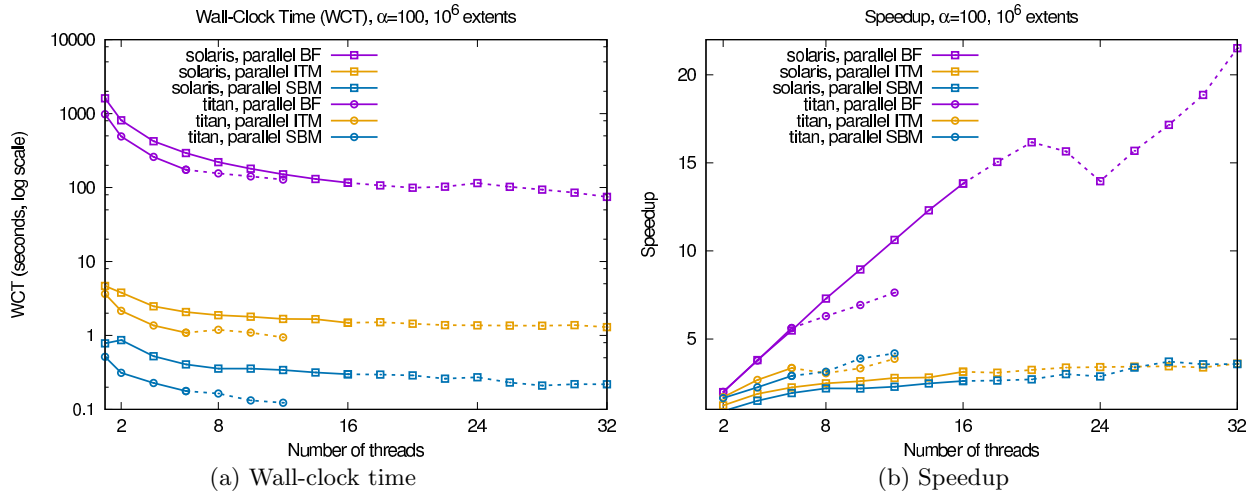 Wall-Clock Time (WCT), α=100, 10⁶ extents
10000
1000
100
10
1
0.1
WCT (seconds, log scale)
solaris, parallel BF
solaris, parallel ITM
solaris, parallel SBM
titan, parallel BF
titan, parallel ITM
titan, parallel SBM
2 8 16 24 32
Number of threads
(a) Wall-clock time
Speedup, α=100, 10⁶ extents
20
15
10
5
Speedup
solaris, parallel BF
solaris, parallel ITM
solaris, parallel SBM
titan, parallel BF
titan, parallel ITM
titan, parallel SBM
2 8 16 24 32
Number of threads
(b) Speedup